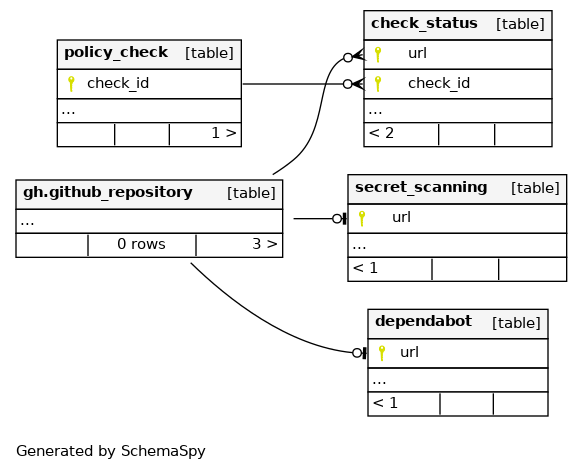 policy_check [table]
check_id
...
1 >
check_status [table]
url
check_id
...
< 2
gh.github_repository [table]
...
0 rows 3 >
secret_scanning [table]
url
...
< 1
dependabot [table]
url
...
< 1
Generated by SchemaSpy